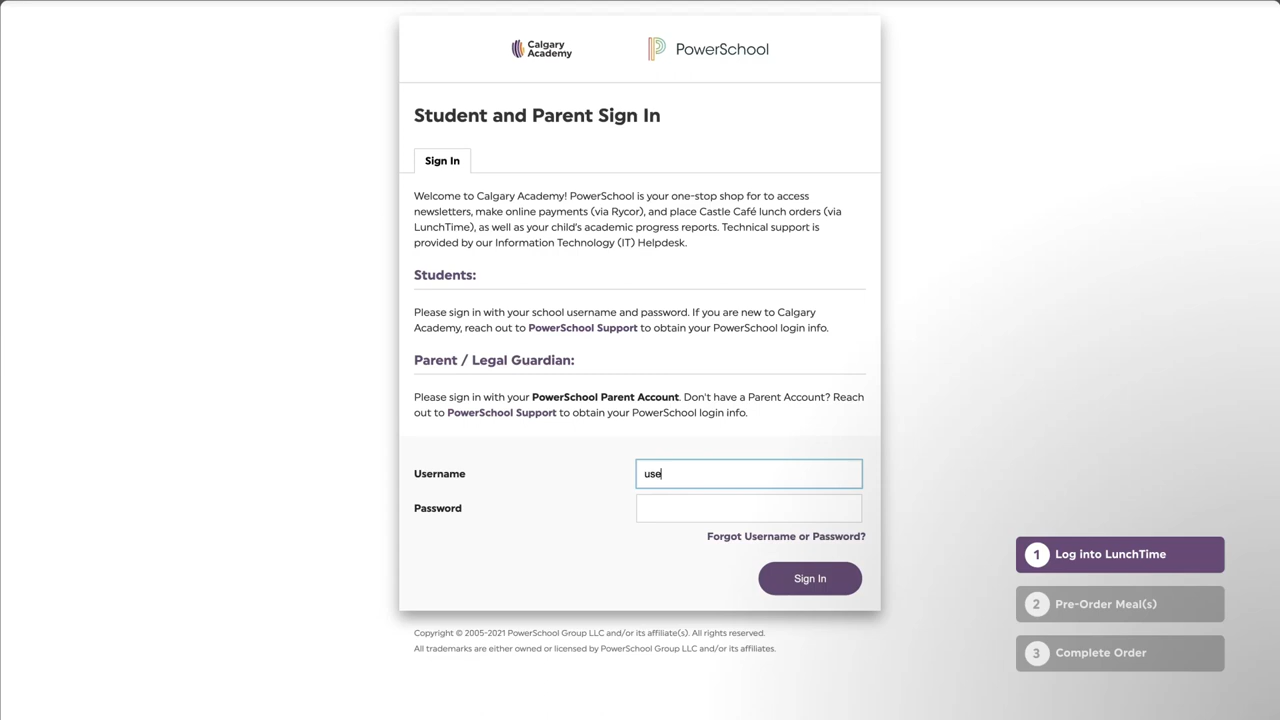 Calgary
Academy
PowerSchool
Student and Parent Sign In
Sign In
Welcome to Calgary Academy! PowerSchool is your one-stop shop for to access
newsletters, make online payments (via Rycor), and place Castle Café lunch orders (via
LunchTime), as well as your child's academic progress reports. Technical support is
provided by our Information Technology (IT) Helpdesk.
Students:
Please sign in with your school username and password. If you are new to Calgary
Academy, reach out to PowerSchool Support to obtain your PowerSchool login info.
Parent / Legal Guardian:
Please sign in with your PowerSchool Parent Account. Don't have a Parent Account? Reach
out to PowerSchool Support to obtain your PowerSchool login info.
Username
use
Password
Forgot Username or Password?
Sign In
1 Log into LunchTime
2 Pre-Order Meal(s)
3 Complete Order
Copyright © 2005-2021 PowerSchool Group LLC and/or its affiliate(s). All rights reserved.
All trademarks are either owned or licensed by PowerSchool Group LLC and/or its affiliates.